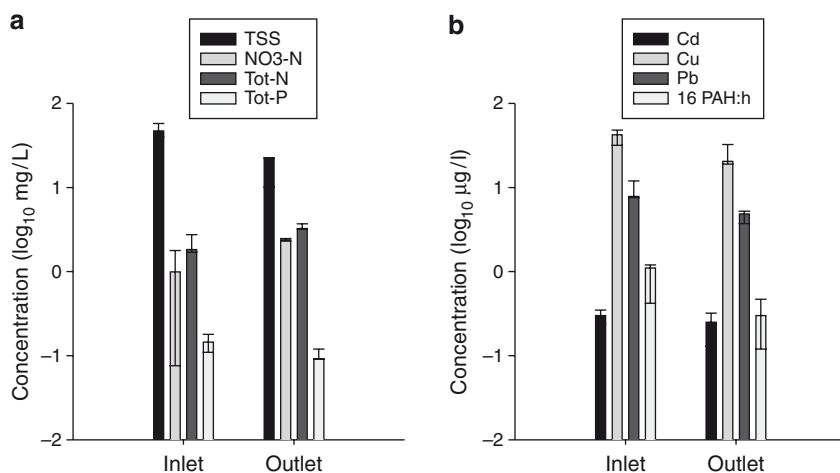 a
TSS
NO3-N
Tot-N
Tot-P
Concentration (log10 mg/L)
2
1
0
–1
–2
Inlet Outlet
b
Cd
Cu
Pb
16 PAH:h
Concentration (log10 µg/l)
2
1
0
–1
–2
Inlet Outlet